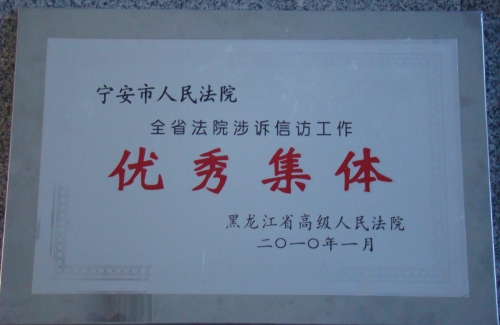 宁安市人民法院
全省法院涉诉信访工作
优秀集体
黑龙江省高级人民法院
二〇一〇年一月